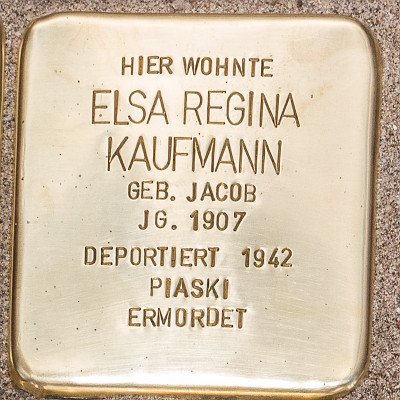 HIER WOHNTE
ELSA REGINA
KAUFMANN
GEB. JACOB
JG. 1907
DEPORTIERT 1942
PIASKI
ERMORDET